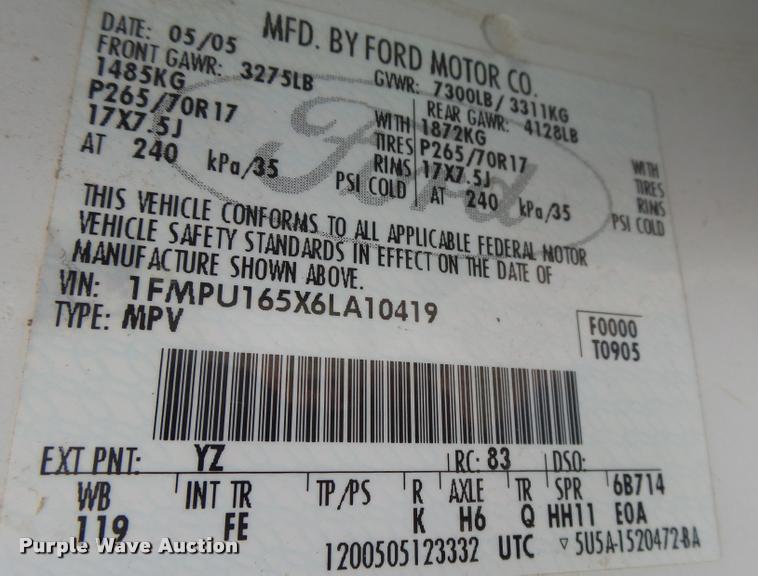 MFD. BY FORD MOTOR CO.
DATE: 05/05 GVWR: 7300LB/3311KG
FRONT GAWR: 3275LB REAR GAWR: 4128LB
1485KG WITH 1872KG WITH
P265/70R17 TIRES P265/70R17 TIRES
17X7.5J RIMS 17X7.5J RIMS
AT 240 kPa/35 PSI COLD AT 240 kPa/35 PSI COLD
Ford
THIS VEHICLE CONFORMS TO ALL APPLICABLE FEDERAL MOTOR
VEHICLE SAFETY STANDARDS IN EFFECT ON THE DATE OF
MANUFACTURE SHOWN ABOVE.
VIN: 1FMPU165X6LA10419
TYPE: MPV
F0000
T0905
EXT PNT: YZ RC: 83 DSO:
WB INT TR TP/PS R AXLE TR SPR 6B714
119 FE K H6 Q HH11 E0A
1200505123332 UTC ▽5U5A-1520472-BA
Purple Wave Auction